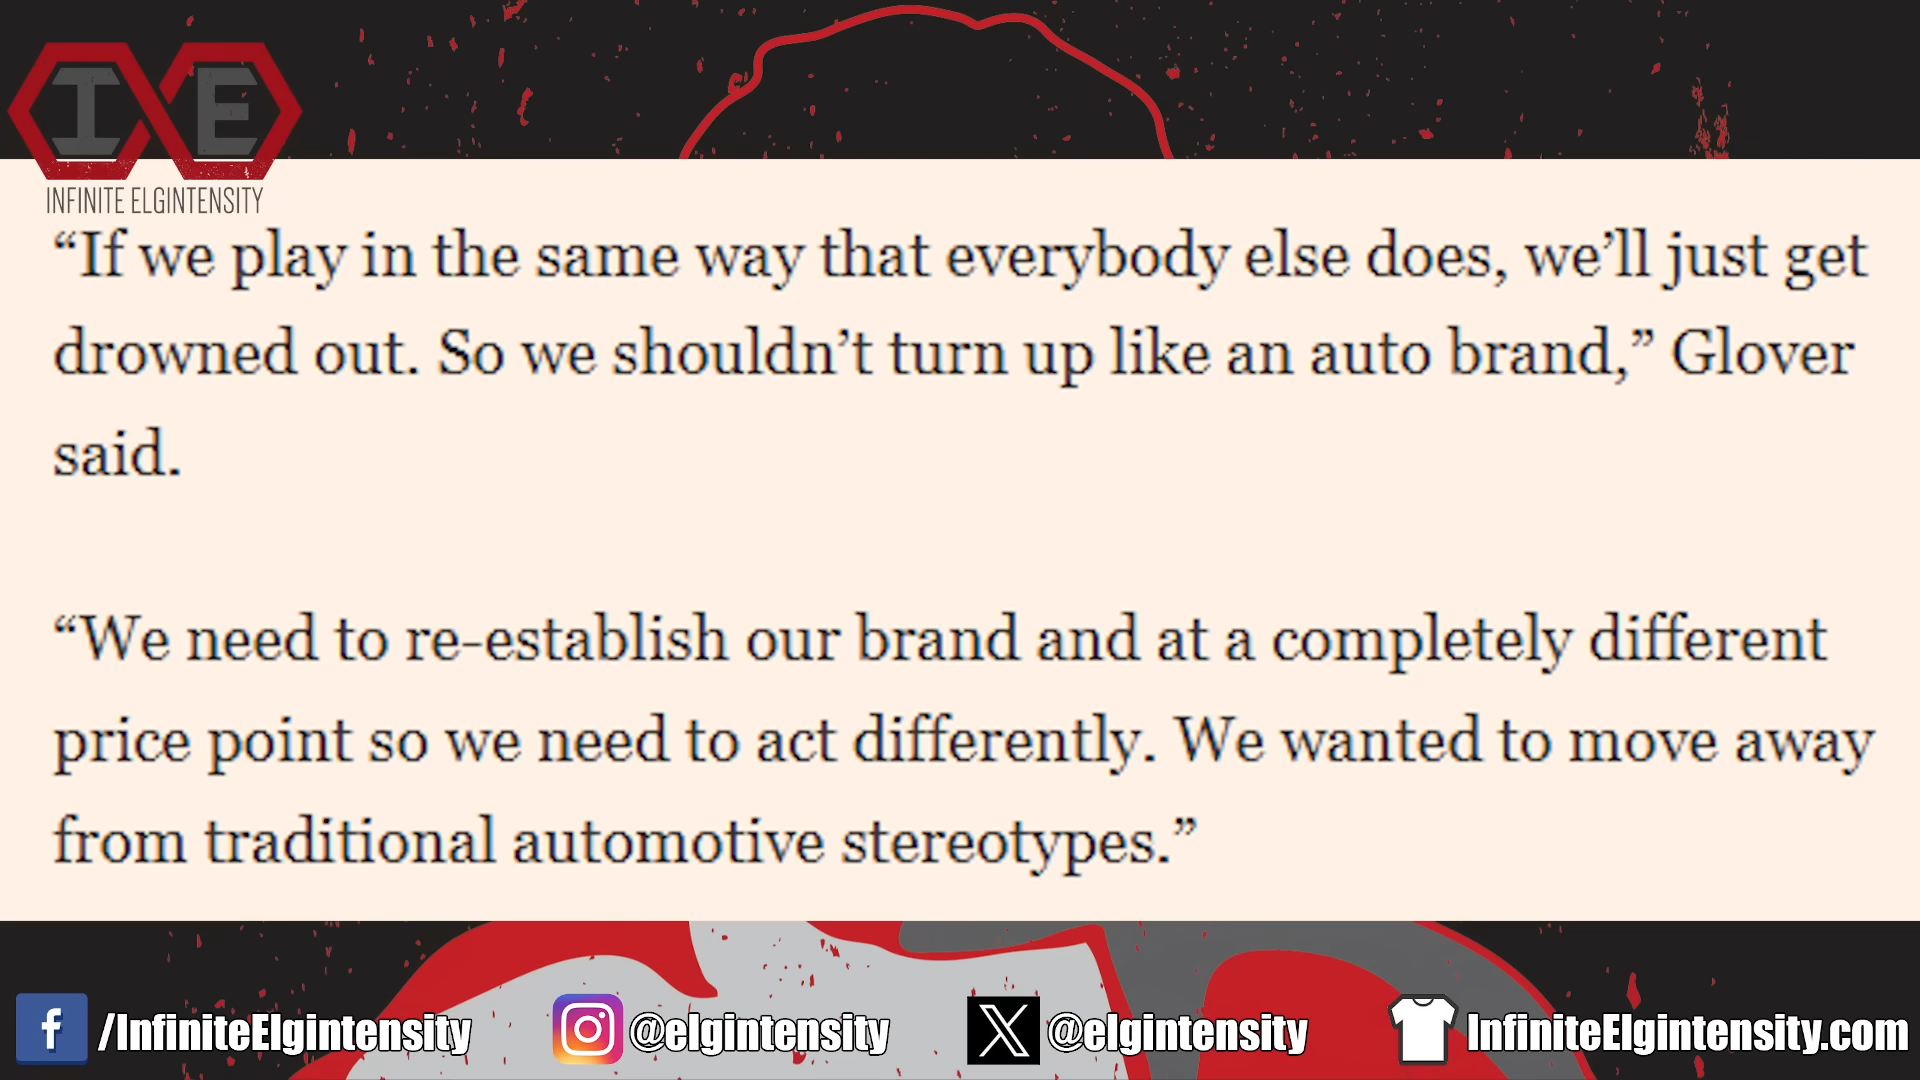 IE
INFINITE ELGINTENSITY
“If we play in the same way that everybody else does, we’ll just get
drowned out. So we shouldn’t turn up like an auto brand,” Glover
said.
“We need to re-establish our brand and at a completely different
price point so we need to act differently. We wanted to move away
from traditional automotive stereotypes.”
/InfiniteElgintensity
@elgintensity
@elgintensity
InfiniteElgintensity.com